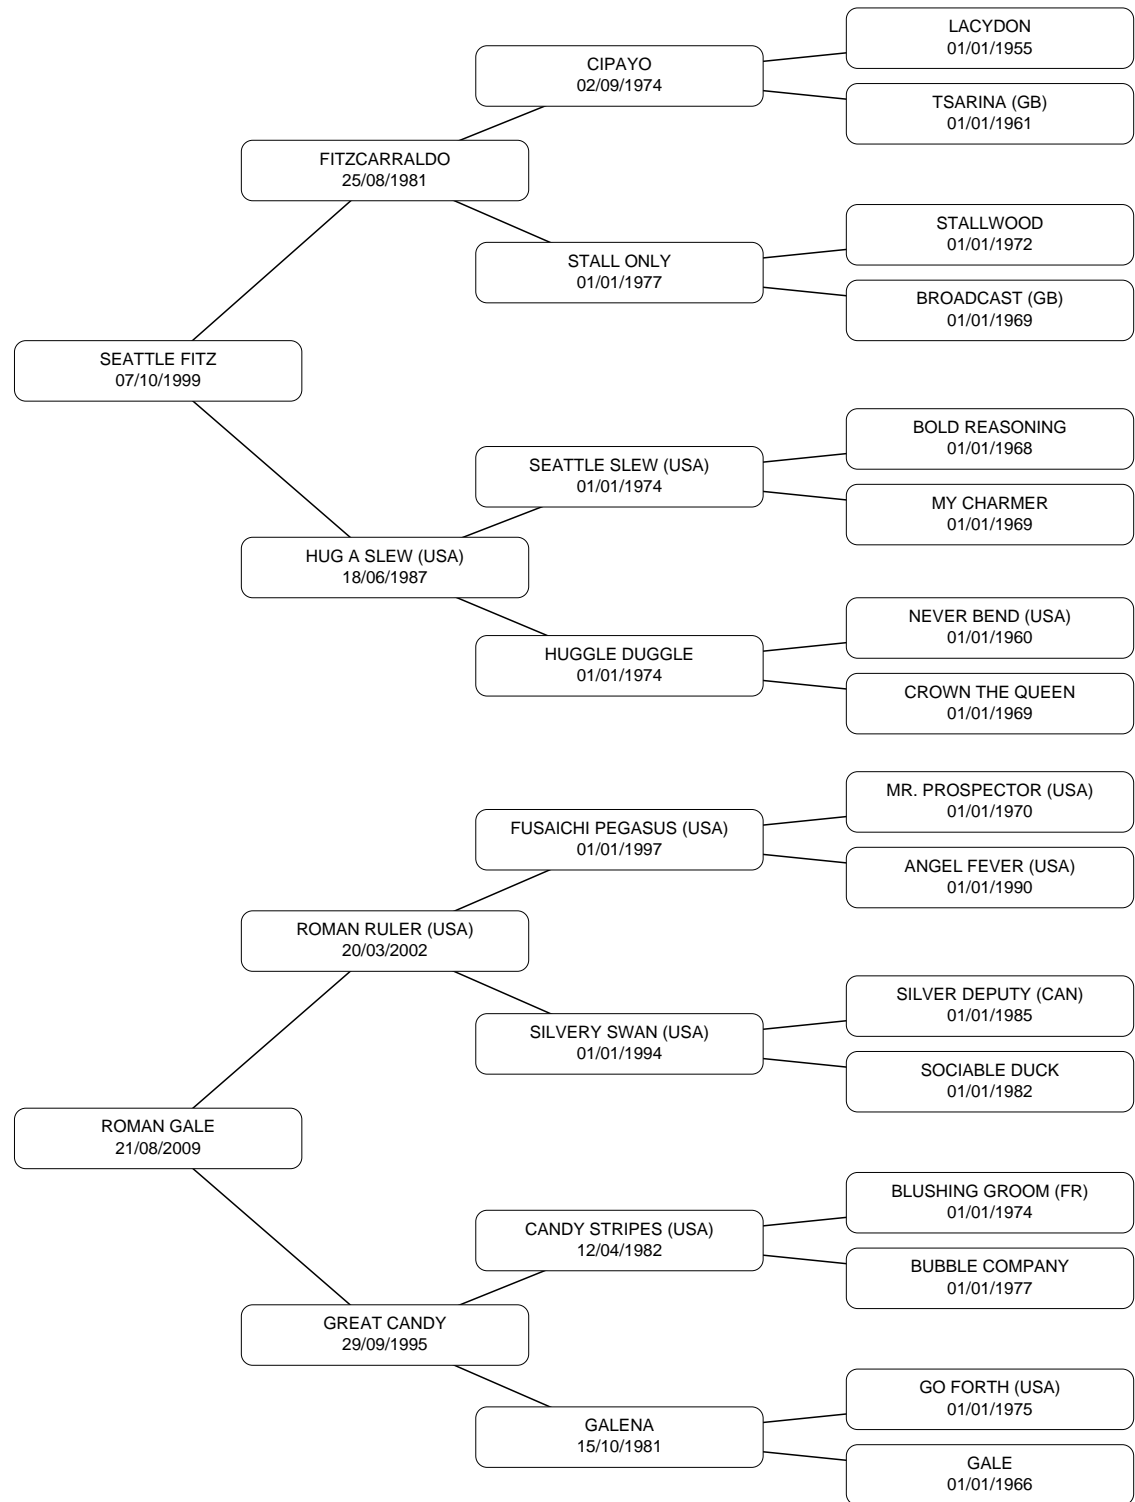 LACYDON
01/01/1955
CIPAYO
02/09/1974
TSARINA (GB)
01/01/1961
FITZCARRALDO
25/08/1981
STALLWOOD
01/01/1972
STALL ONLY
01/01/1977
BROADCAST (GB)
01/01/1969
SEATTLE FITZ
07/10/1999
BOLD REASONING
01/01/1968
SEATTLE SLEW (USA)
01/01/1974
MY CHARMER
01/01/1969
HUG A SLEW (USA)
18/06/1987
NEVER BEND (USA)
01/01/1960
HUGGLE DUGGLE
01/01/1974
CROWN THE QUEEN
01/01/1969
MR. PROSPECTOR (USA)
01/01/1970
FUSAICHI PEGASUS (USA)
01/01/1997
ANGEL FEVER (USA)
01/01/1990
ROMAN RULER (USA)
20/03/2002
SILVER DEPUTY (CAN)
01/01/1985
SILVERY SWAN (USA)
01/01/1994
SOCIABLE DUCK
01/01/1982
ROMAN GALE
21/08/2009
BLUSHING GROOM (FR)
01/01/1974
CANDY STRIPES (USA)
12/04/1982
BUBBLE COMPANY
01/01/1977
GREAT CANDY
29/09/1995
GO FORTH (USA)
01/01/1975
GALENA
15/10/1981
GALE
01/01/1966